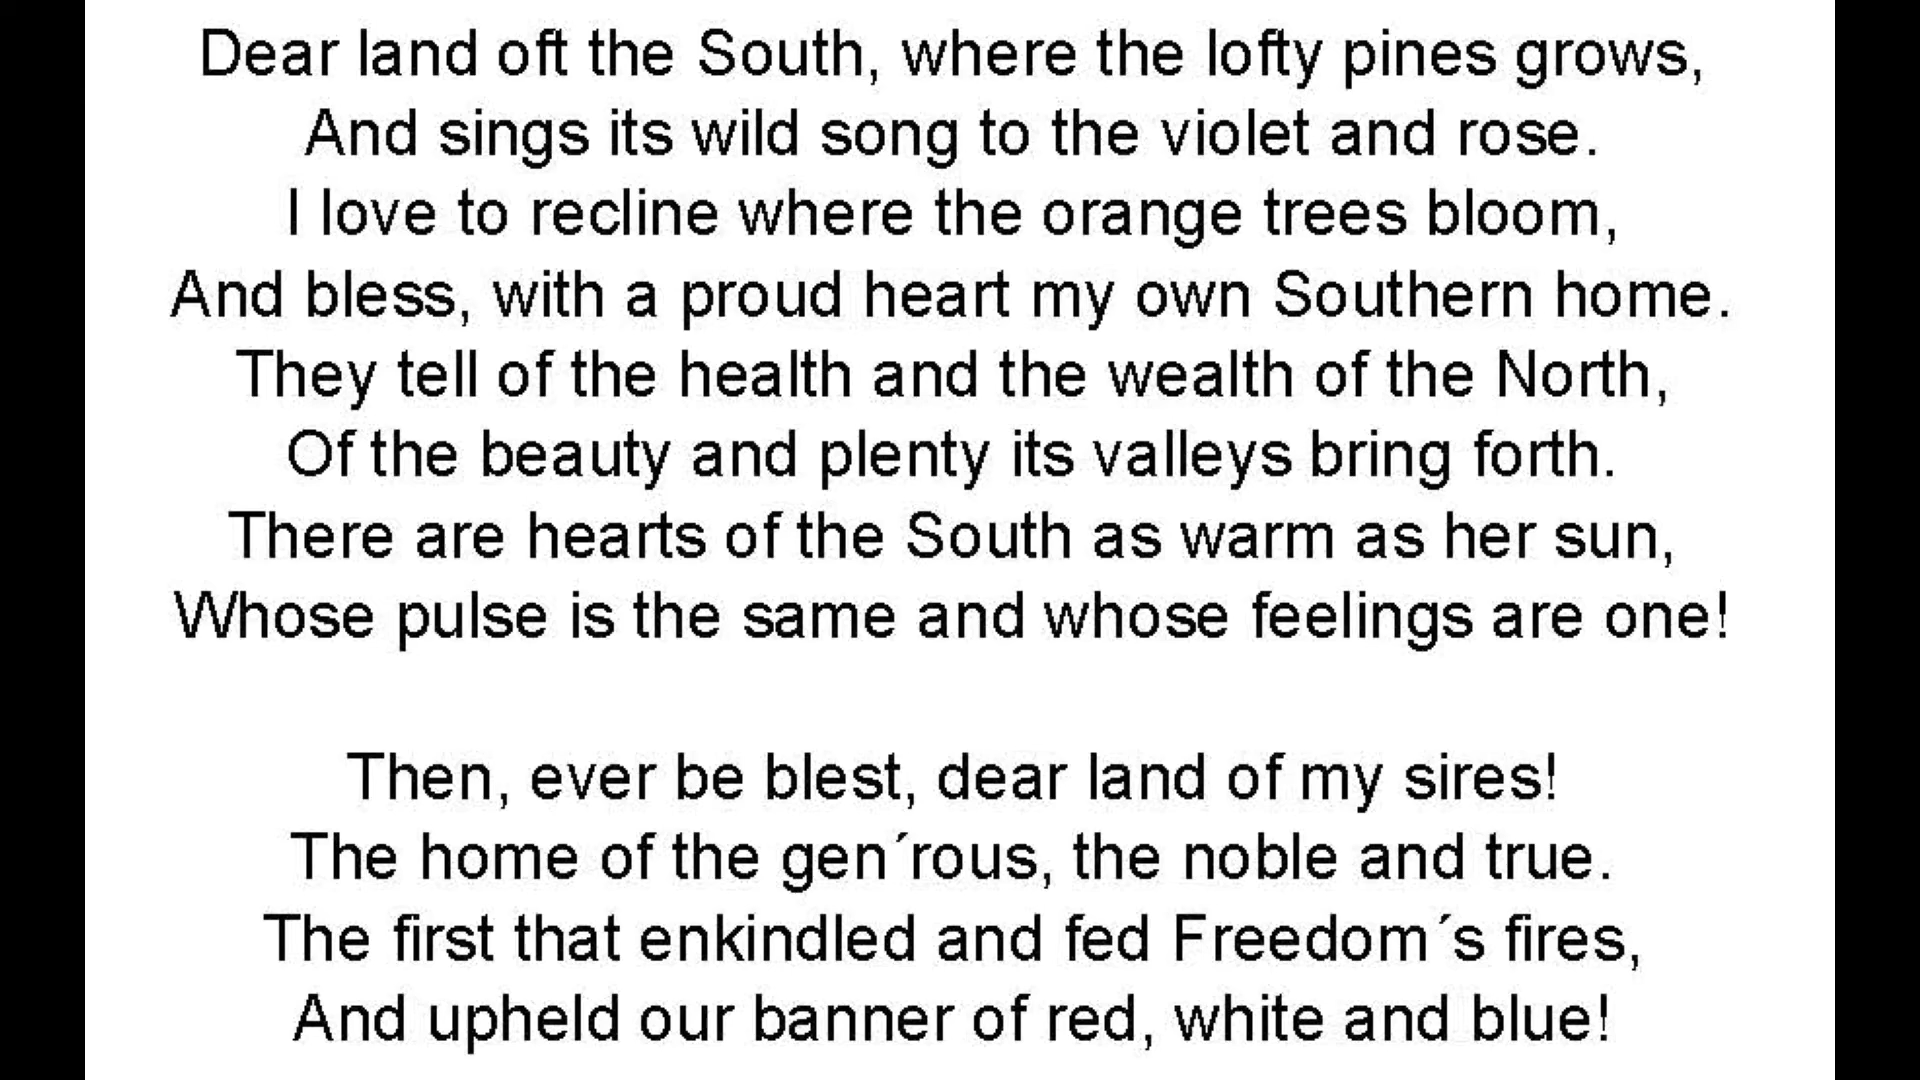 Dear land oft the South, where the lofty pines grows,
And sings its wild song to the violet and rose.
I love to recline where the orange trees bloom,
And bless, with a proud heart my own Southern home.
They tell of the health and the wealth of the North,
Of the beauty and plenty its valleys bring forth.
There are hearts of the South as warm as her sun,
Whose pulse is the same and whose feelings are one!

Then, ever be blest, dear land of my sires!
The home of the gen´rous, the noble and true.
The first that enkindled and fed Freedom´s fires,
And upheld our banner of red, white and blue!